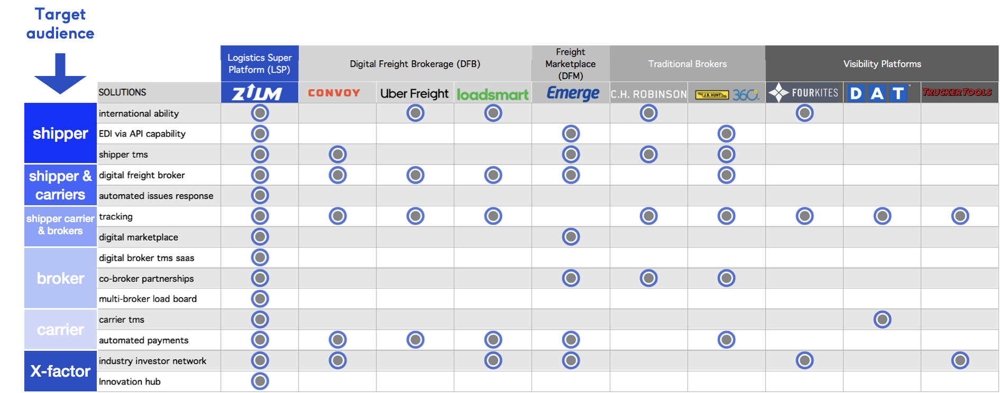 Target
audience
Logistics Super
Platform (LSP)
Digital Freight Brokerage (DFB)
Freight
Marketplace
(DFM)
Traditional Brokers
Visibility Platforms
SOLUTIONS
ZUUM
CONVOY
Uber Freight
loadsmart
Emerge
C.H. ROBINSON
J.B. HUNT 360°
FOURKITES
DAT
TRUCKERTOOLS
shipper
international ability
EDI via API capability
shipper tms
shipper &
carriers
digital freight broker
automated issues response
shipper carrier
& brokers
tracking
digital marketplace
broker
digital broker tms saas
co-broker partnerships
multi-broker load board
carrier
carrier tms
automated payments
X-factor
industry investor network
Innovation hub